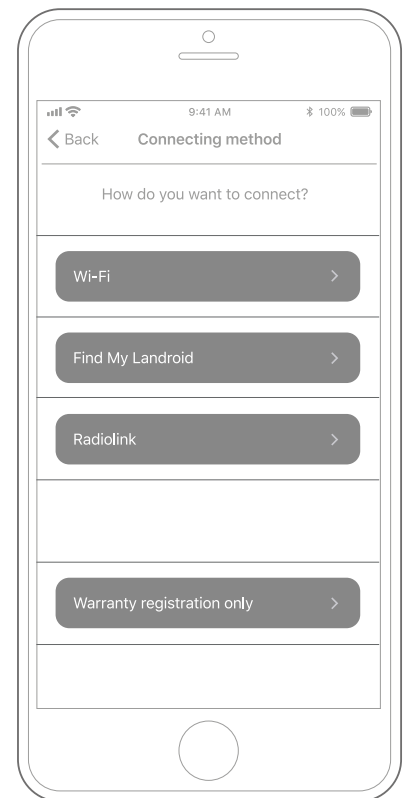 9:41 AM 100%
Back Connecting method
How do you want to connect?
Wi-Fi
Find My Landroid
Radiolink
Warranty registration only